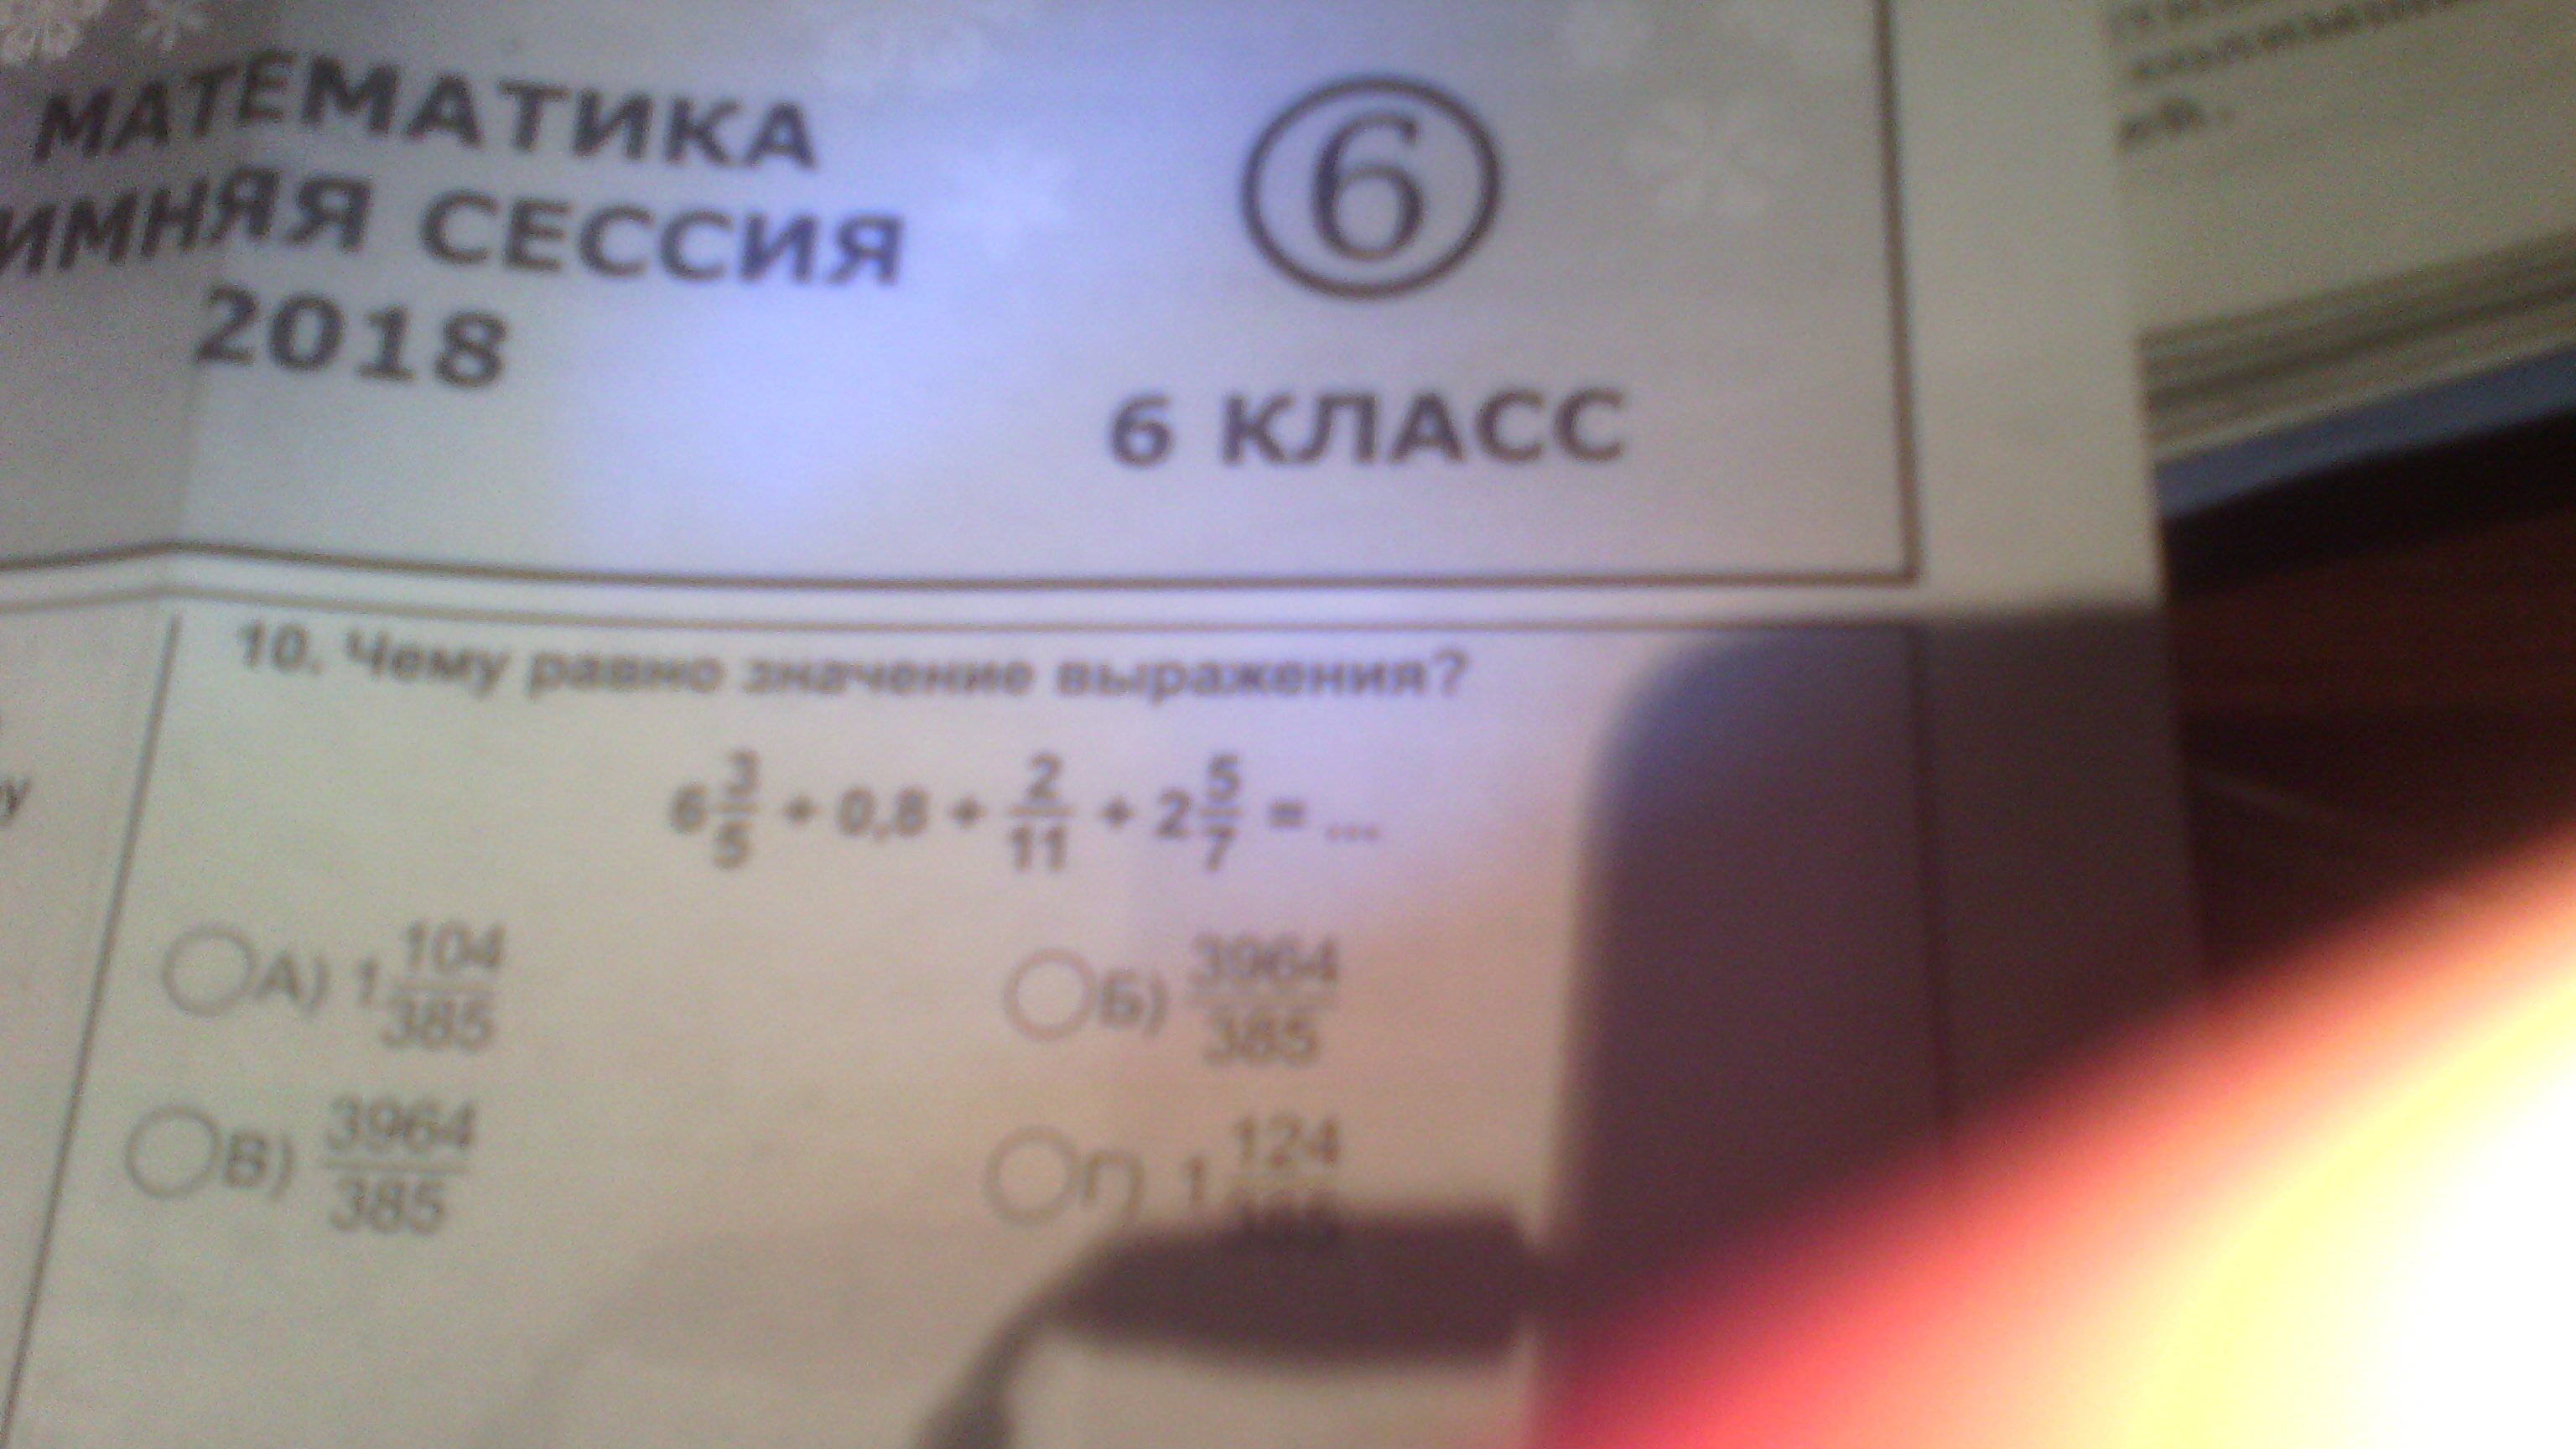 МАТЕМАТИКА
ИМНЯЯ СЕССИЯ
2018
6
6 КЛАСС
10. Чему равно значение выражения?
6 3/5 + 0,8 + 2/11 + 2 5/7 = ...
А) 1 104/385
Б) 3964/385
В) 3964/385
Г) 1 124/